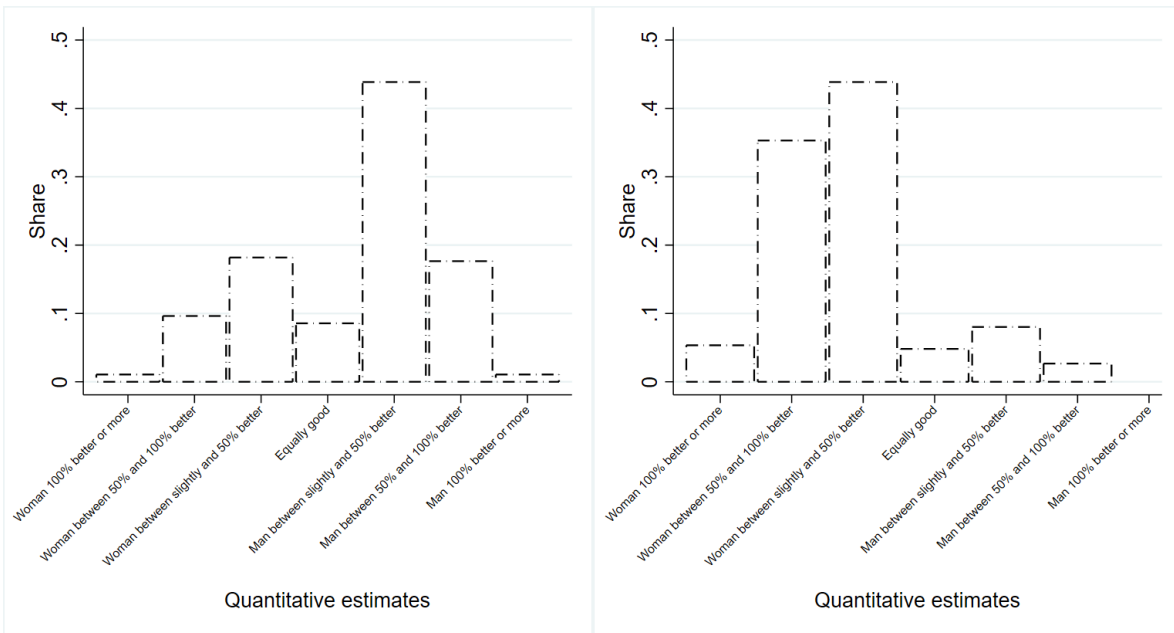 .5
.4
.3
.2
.1
0
Share
Woman 100% better or more
Woman between 50% and 100% better
Woman between slightly and 50% better
Equally good
Man between slightly and 50% better
Man between 50% and 100% better
Man 100% better or more
Quantitative estimates
.5
.4
.3
.2
.1
0
Share
Woman 100% better or more
Woman between 50% and 100% better
Woman between slightly and 50% better
Equally good
Man between slightly and 50% better
Man between 50% and 100% better
Man 100% better or more
Quantitative estimates